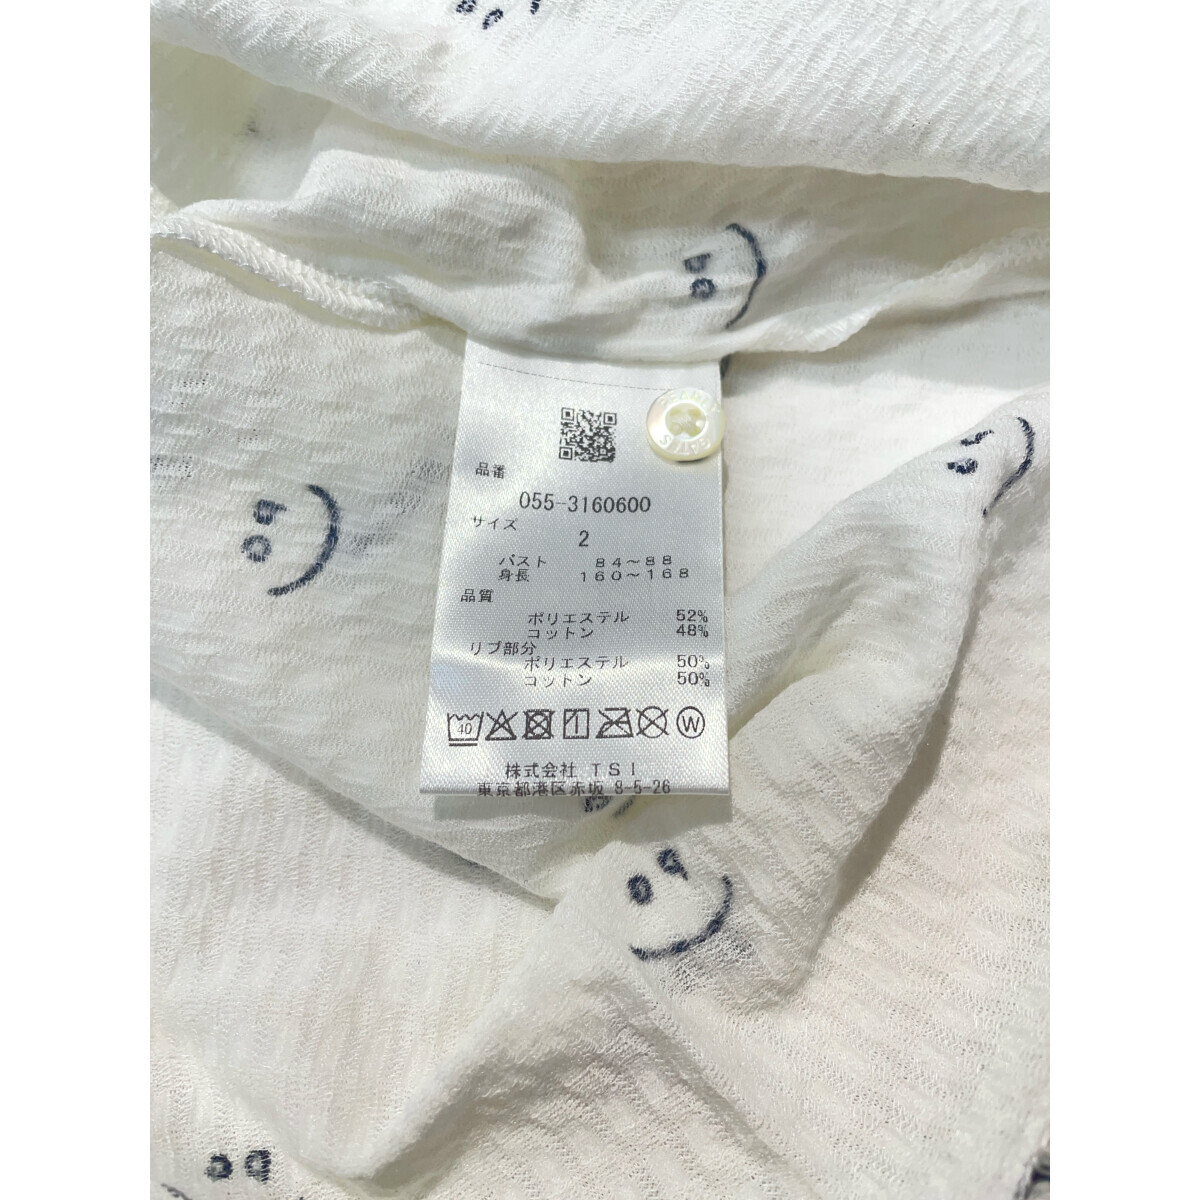 品番
055-3160600
サイズ
2
バスト 84~88
身長 160~168
品質
ポリエステル 52%
コットン 48%
リブ部分
ポリエステル 50%
コットン 50%
40
W
株式会社 TSI
東京都港区赤坂 8-5-26